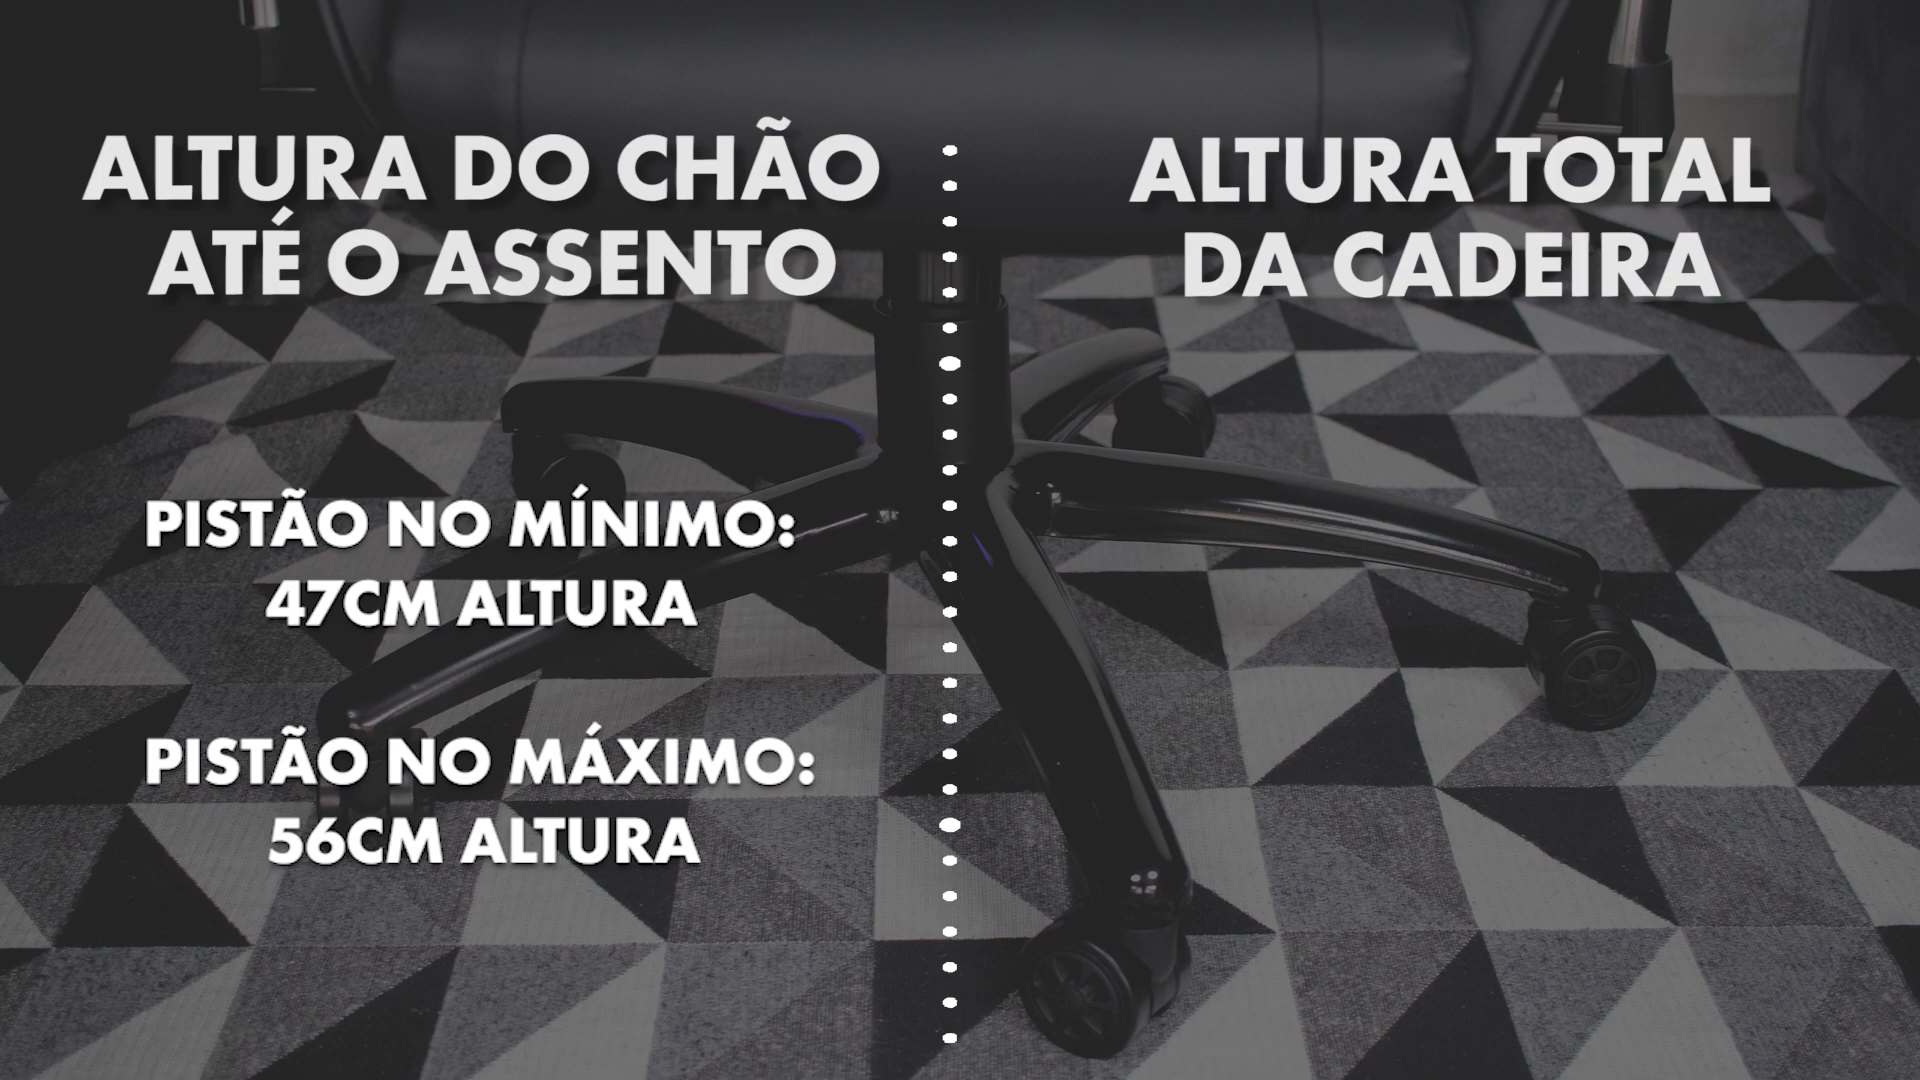 ALTURA DO CHÃO
ATÉ O ASSENTO
PISTÃO NO MÍNIMO:
47CM ALTURA
PISTÃO NO MÁXIMO:
56CM ALTURA
ALTURA TOTAL
DA CADEIRA